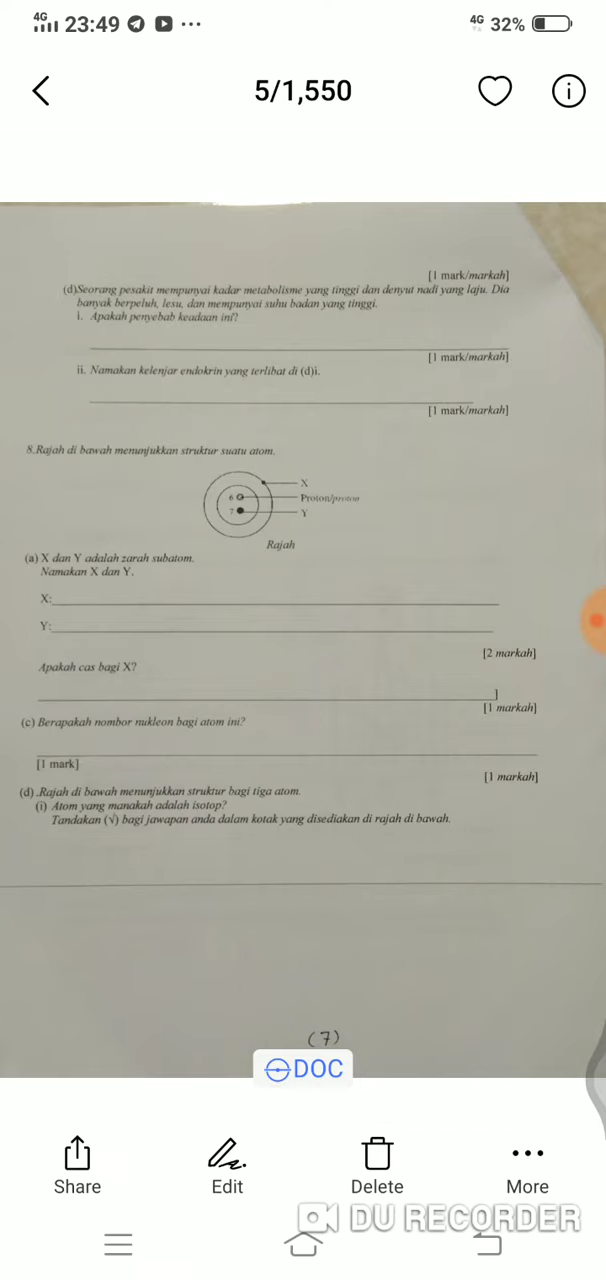 4G 23:49 ...
4G 32%
5/1,550
[1 mark/markah]
(d)Seorang pesakit mempunyai kadar metabolisme yang tinggi dan denyut nadi yang laju. Dia
banyak berpeluh, lesu, dan mempunyai suhu badan yang tinggi.
i. Apakah penyebab keadaan ini?
[1 mark/markah]
ii. Namakan kelenjar endokrin yang terlibat di (d)i.
[1 mark/markah]
8.Rajah di bawah menunjukkan struktur suatu atom.
X
6 Proton/proton
7 Y
Rajah
(a) X dan Y adalah zarah subatom.
Namakan X dan Y.
X:
Y:
[2 markah]
Apakah cas bagi X?
]
[1 markah]
(c) Berapakah nombor nukleon bagi atom ini?
[1 mark]
[1 markah]
(d) .Rajah di bawah menunjukkan struktur bagi tiga atom.
(i) Atom yang manakah adalah isotop?
Tandakan (√) bagi jawapan anda dalam kotak yang disediakan di rajah di bawah.
(7)
DOC
Share Edit Delete More
DU RECORDER